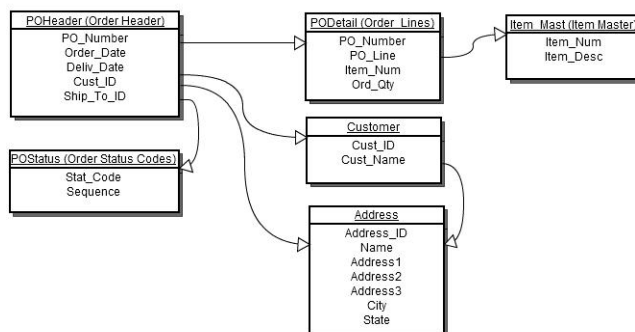 POHeader (Order Header)
PO_Number
Order_Date
Deliv_Date
Cust_ID
Ship_To_ID
PODetail (Order_Lines)
PO_Number
PO_Line
Item_Num
Ord_Qty
Item_Mast (Item Master)
Item_Num
Item_Desc
POStatus (Order Status Codes)
Stat_Code
Sequence
Customer
Cust_ID
Cust_Name
Address
Address_ID
Name
Address1
Address2
Address3
City
State